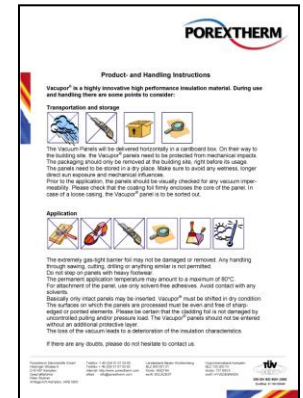 POREXTHERM
Product- and Handling Instructions
Vacupor® is a highly innovative high performance insulation material. During use
and handling there are some points to consider:
Transportation and storage
The Vacuum Panels will be delivered horizontally in a cardboard box. On their way to
the building site, the Vacupor® panels need to be protected from mechanical impacts.
The packaging should only be removed at the building site, right before its usage.
The panels need to be stored in a dry place. Make sure to avoid any wetness, longer
direct sun exposure and mechanical influences.
Prior to the application, the panels should be visually checked for any vacuum imper-
meability. Please check that the coating foil firmly encloses the core of the panel. In
case of a loose casing, the Vacupor® panel is to be sorted out.
Application
The extremely gas-tight barrier foil may not be damaged or removed. Any handling
through sawing, cutting, drilling or anything similar is not permitted.
Do not step on panels with heavy footwear.
The permanent application temperature may amount to a maximum of 80°C.
For attachment of the panel, use only solvent-free adhesives. Avoid contact with any
solvents.
Basically only intact panels may be inserted. Vacupor® must be shifted in dry condition.
The surfaces on which the panels are processed must be even and free of sharp-
edged or pointed elements. Please be certain that the cladding foil is not damaged by
uncontrolled puling and/or pressure load. The Vacupor® panels should not be entered
without an additional protective layer.
The loss of the vacuum leads to a deterioration of the insulation characteristics.
If there are any doubts, please do not hesitate to contact us.
TÜV